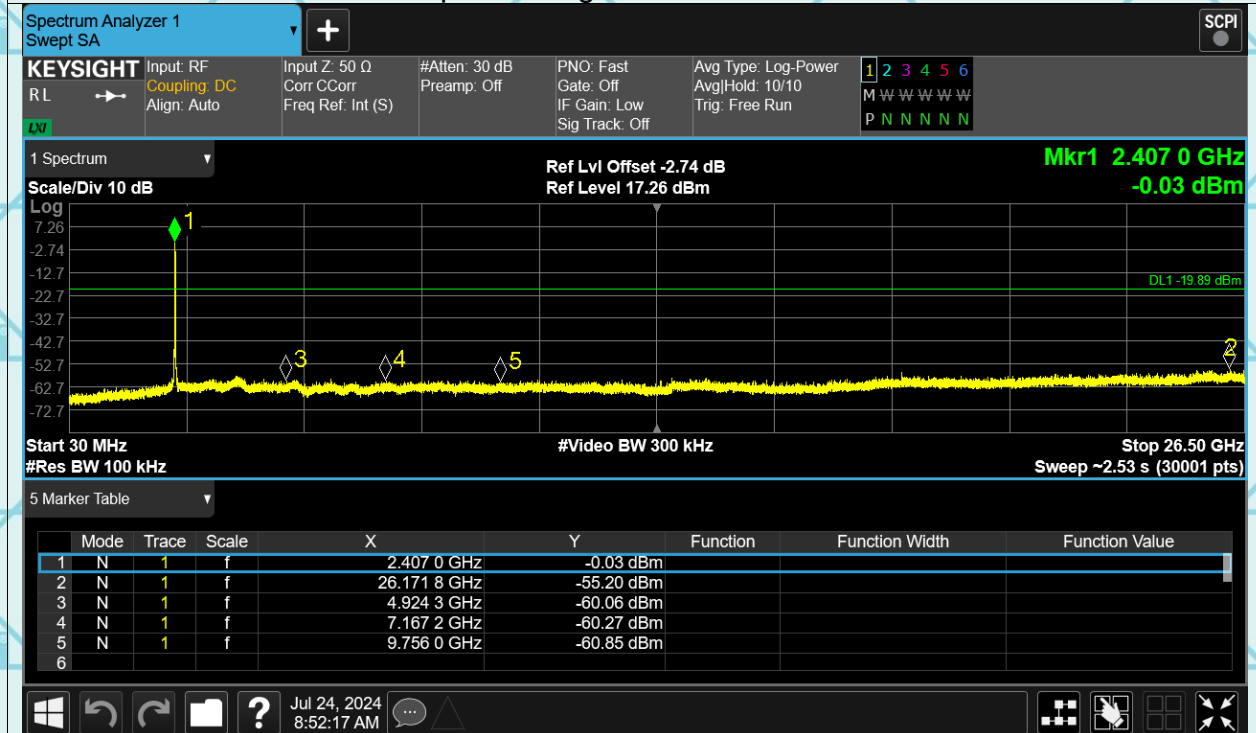 Spectrum Analyzer 1
Swept SA
+
SCPI
KEYSIGHT
R L
LXI
Input: RF
Coupling: DC
Align: Auto
Input Z: 50 Ω
Corr CCorr
Freq Ref: Int (S)
#Atten: 30 dB
Preamp: Off
PNO: Fast
Gate: Off
IF Gain: Low
Sig Track: Off
Avg Type: Log-Power
Avg|Hold: 10/10
Trig: Free Run
1 2 3 4 5 6
M W W W W W
P N N N N N
1 Spectrum
Scale/Div 10 dB
Ref Lvl Offset -2.74 dB
Ref Level 17.26 dBm
Mkr1 2.407 0 GHz
-0.03 dBm
Log
7.26
-2.74
-12.7
-22.7
-32.7
-42.7
-52.7
-62.7
-72.7
1
DL1 -19.89 dBm
3
4
5
2
Start 30 MHz
#Res BW 100 kHz
#Video BW 300 kHz
Stop 26.50 GHz
Sweep ~2.53 s (30001 pts)
5 Marker Table
Mode Trace Scale X Y Function Function Width Function Value
1 N 1 f 2.407 0 GHz -0.03 dBm
2 N 1 f 26.171 8 GHz -55.20 dBm
3 N 1 f 4.924 3 GHz -60.06 dBm
4 N 1 f 7.167 2 GHz -60.27 dBm
5 N 1 f 9.756 0 GHz -60.85 dBm
6
?
Jul 24, 2024
8:52:17 AM